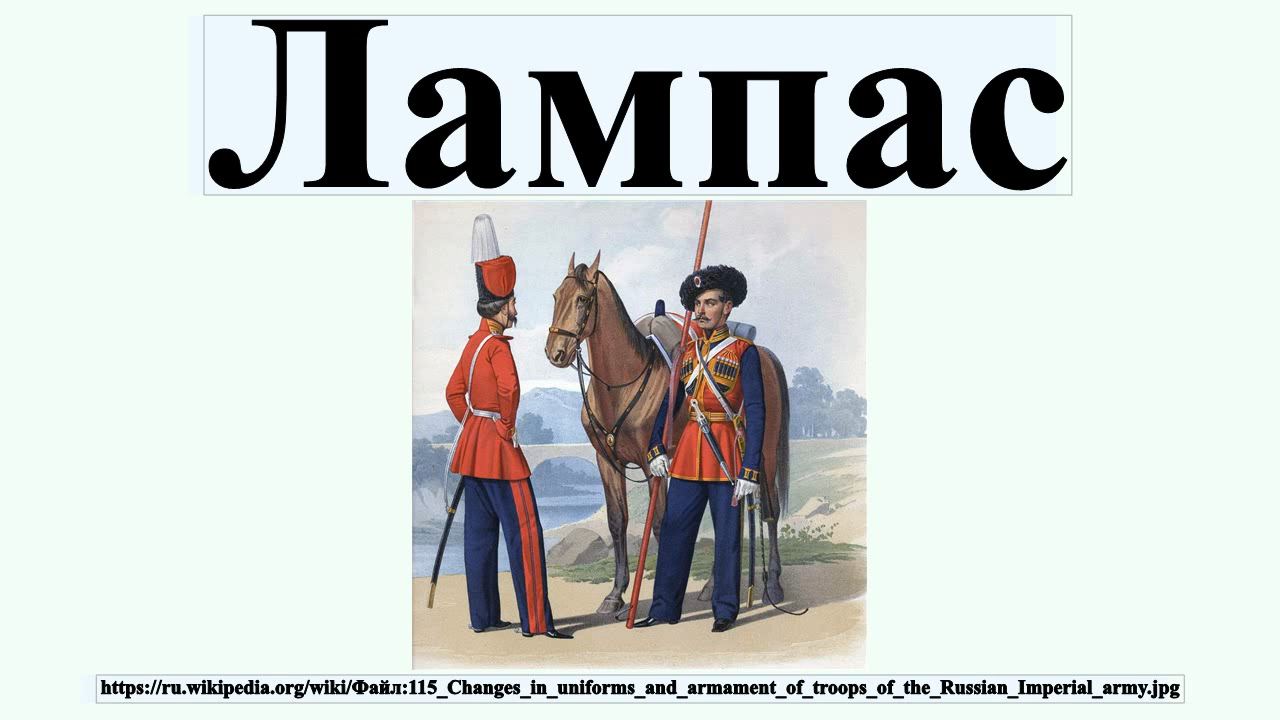 Лампас
https://ru.wikipedia.org/wiki/Файл:115_Changes_in_uniforms_and_armament_of_troops_of_the_Russian_Imperial_army.jpg